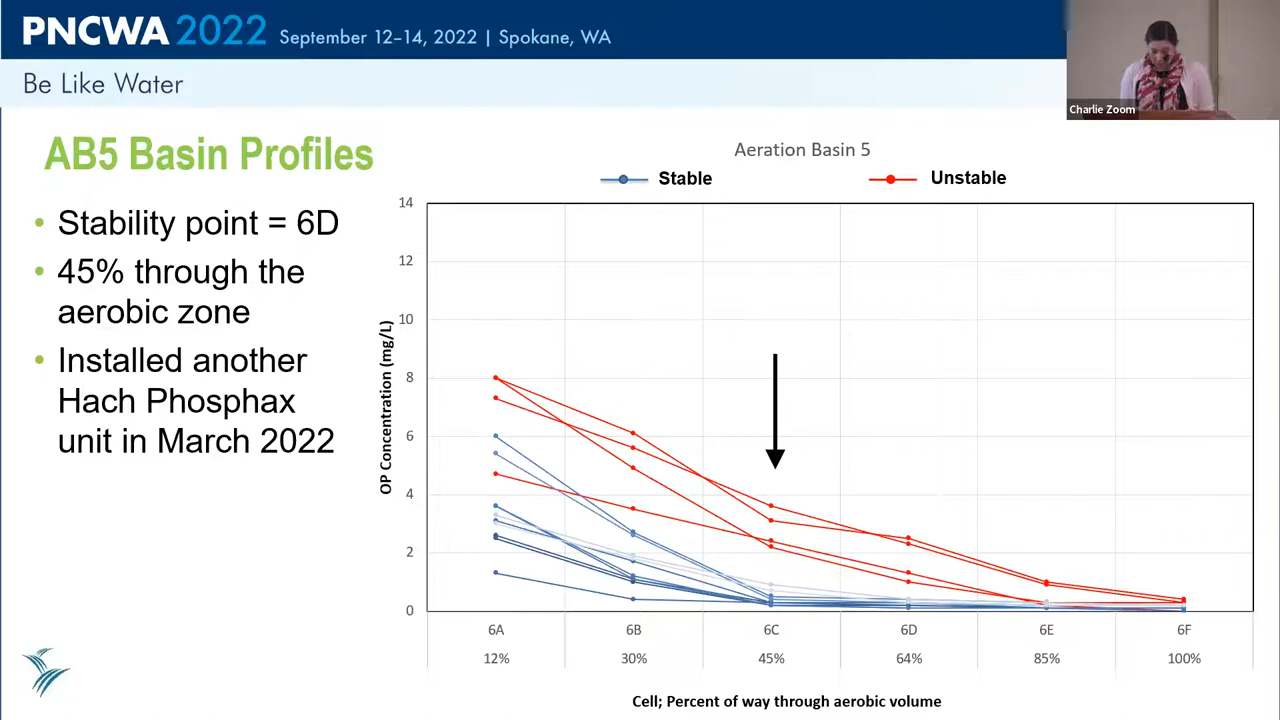 PNCWA 2022 September 12–14, 2022 | Spokane, WA
Be Like Water
Charlie Zoom
AB5 Basin Profiles
• Stability point = 6D
• 45% through the
aerobic zone
• Installed another
Hach Phosphax
unit in March 2022
Aeration Basin 5
Stable
Unstable
OP Concentration (mg/L)
14
12
10
8
6
4
2
0
6A 6B 6C 6D 6E 6F
12% 30% 45% 64% 85% 100%
Cell; Percent of way through aerobic volume